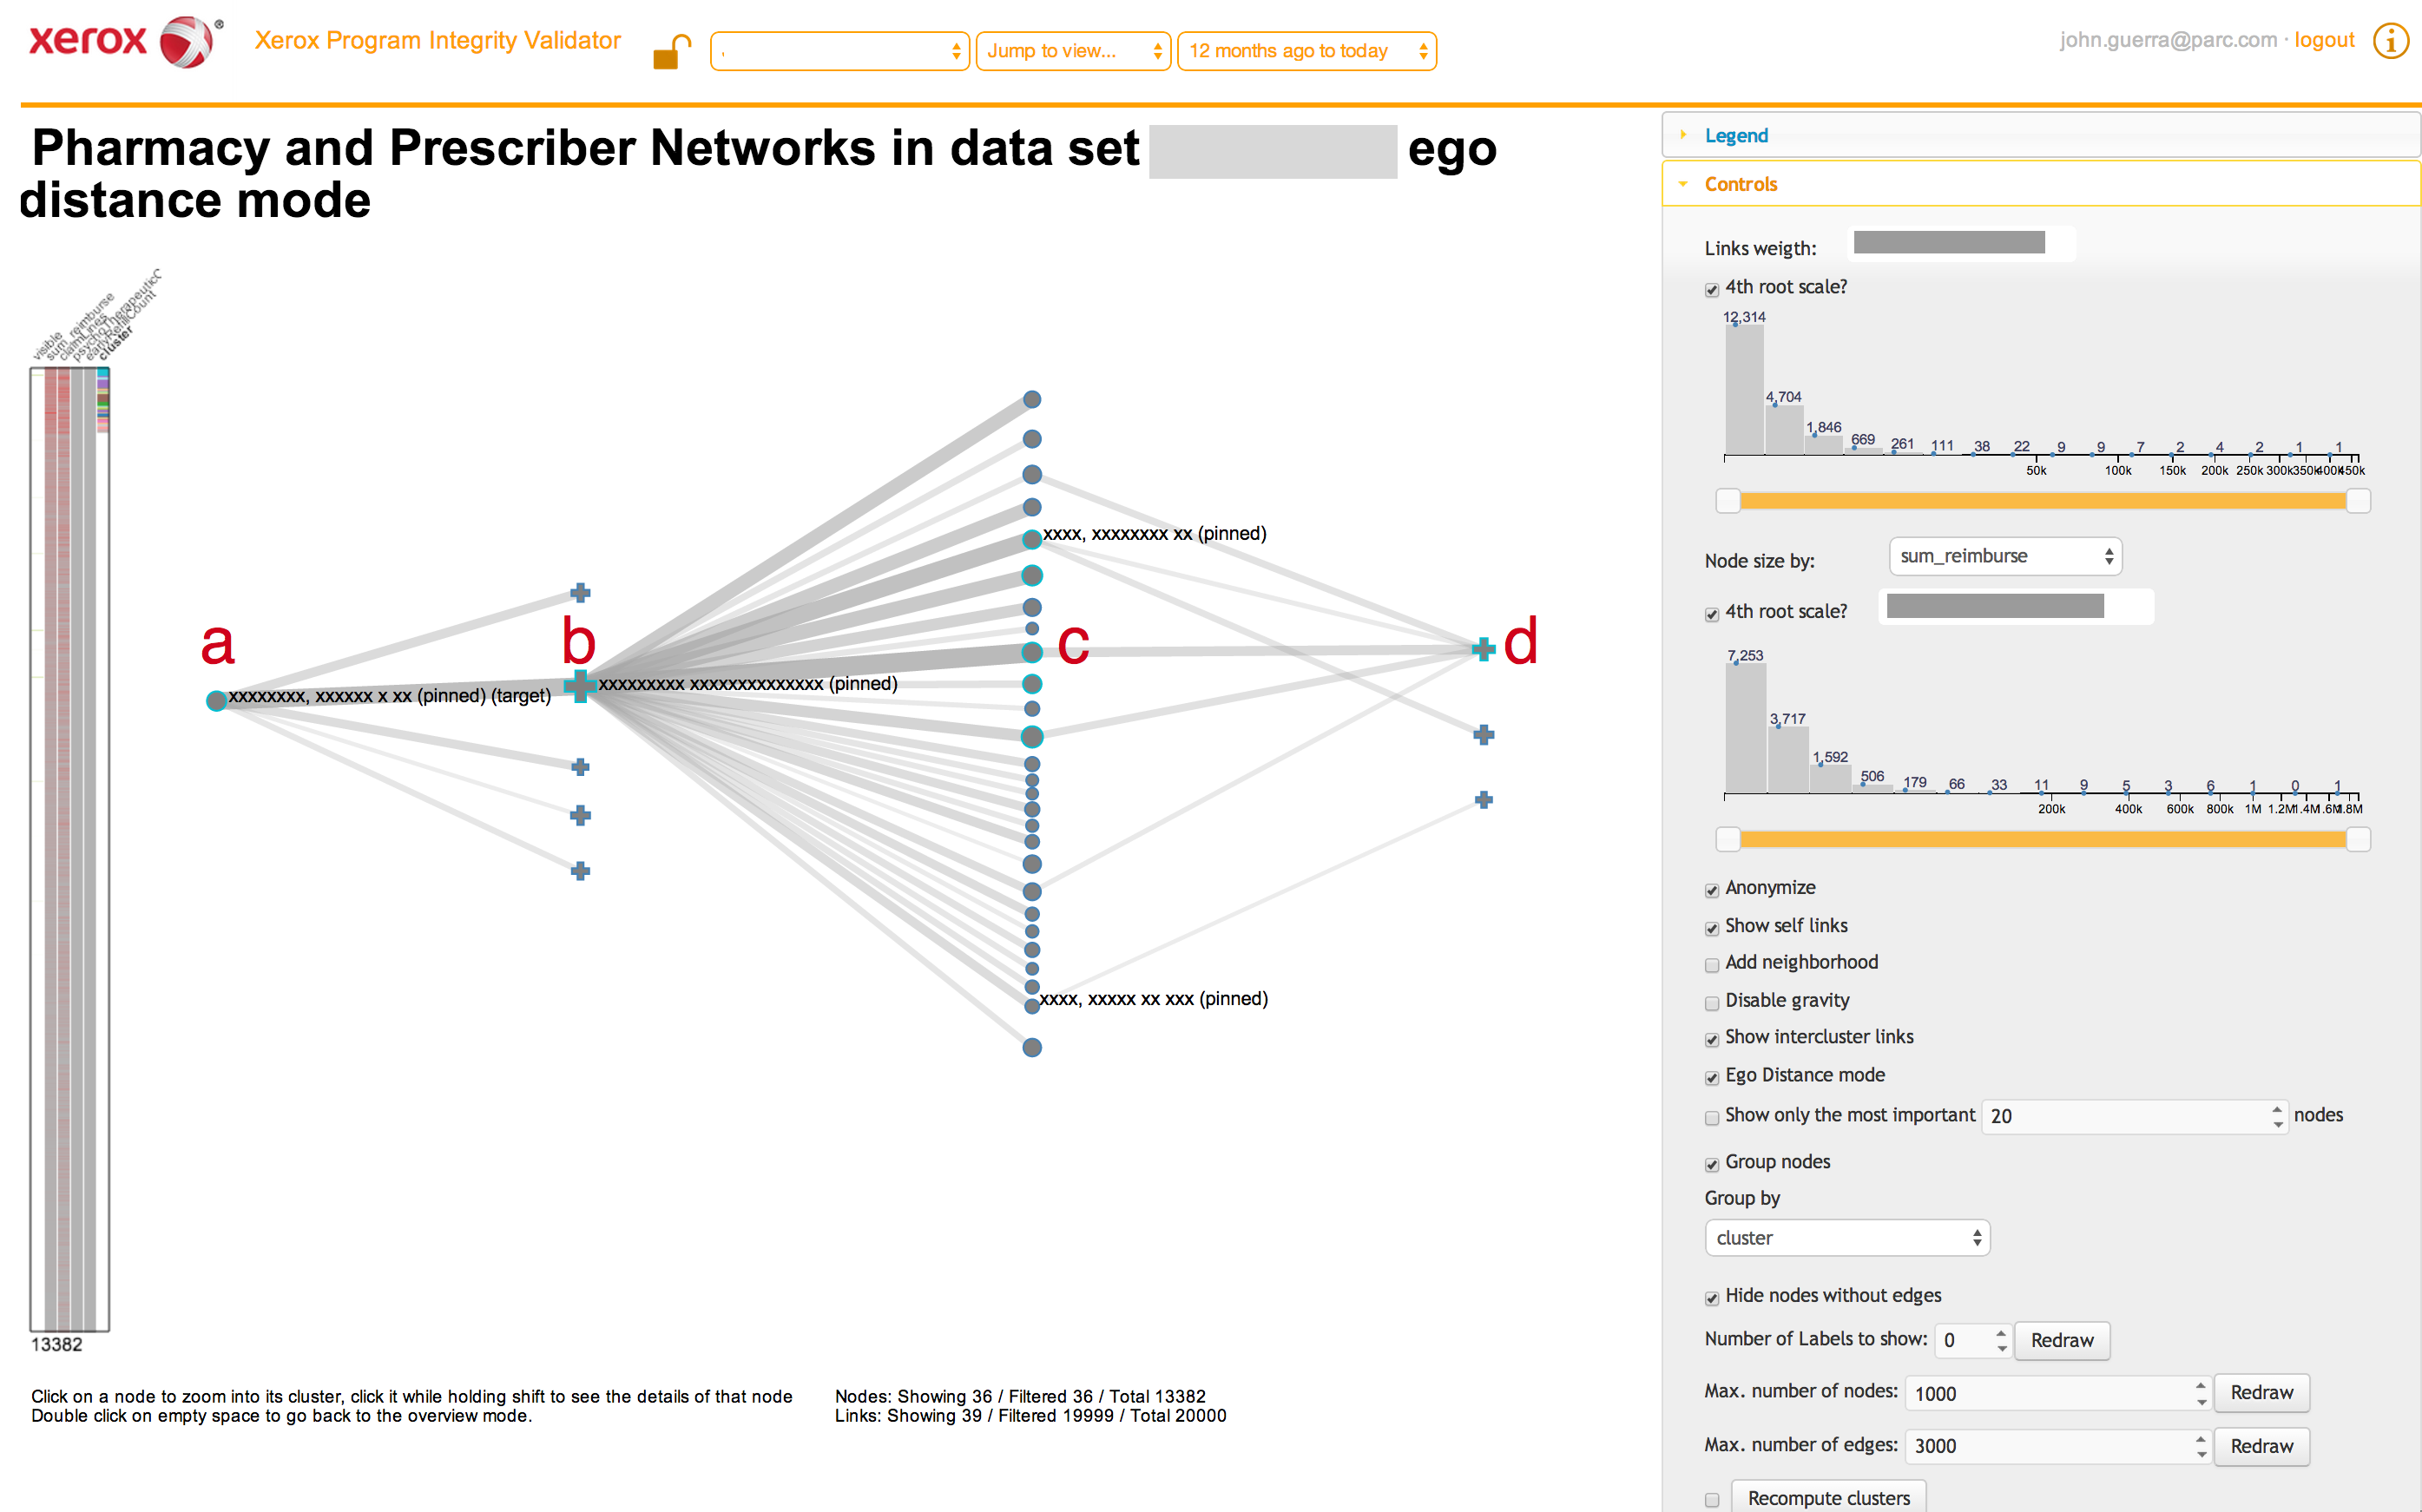 xerox ®
Xerox Program Integrity Validator
Jump to view...
12 months ago to today
john.guerra@parc.com · logout
Pharmacy and Prescriber Networks in data set ego
distance mode
visible
sum_reimburse
claimLines
psychoTherapeuticC
earlyRefillCount
cluster
13382
a
b
c
d
xxxxxxxx, xxxxxx x xx (pinned) (target)
xxxxxxxxx xxxxxxxxxxxxxx (pinned)
xxxx, xxxxxxxx xx (pinned)
xxxx, xxxxx xx xxx (pinned)
Click on a node to zoom into its cluster, click it while holding shift to see the details of that node
Double click on empty space to go back to the overview mode.
Nodes: Showing 36 / Filtered 36 / Total 13382
Links: Showing 39 / Filtered 19999 / Total 20000
Legend
Controls
Links weigth:
4th root scale?
12,314 4,704 1,846 669 261 111 38 22 9 9 7 2 4 2 1 1
50k 100k 150k 200k 250k 300k 350k 400k 450k
Node size by: sum_reimburse
4th root scale?
7,253 3,717 1,592 506 179 66 33 11 9 5 3 6 1 0 1
200k 400k 600k 800k 1M 1.2M 1.4M 1.6M 1.8M
Anonymize
Show self links
Add neighborhood
Disable gravity
Show intercluster links
Ego Distance mode
Show only the most important 20 nodes
Group nodes
Group by
cluster
Hide nodes without edges
Number of Labels to show: 0 Redraw
Max. number of nodes: 1000 Redraw
Max. number of edges: 3000 Redraw
Recompute clusters